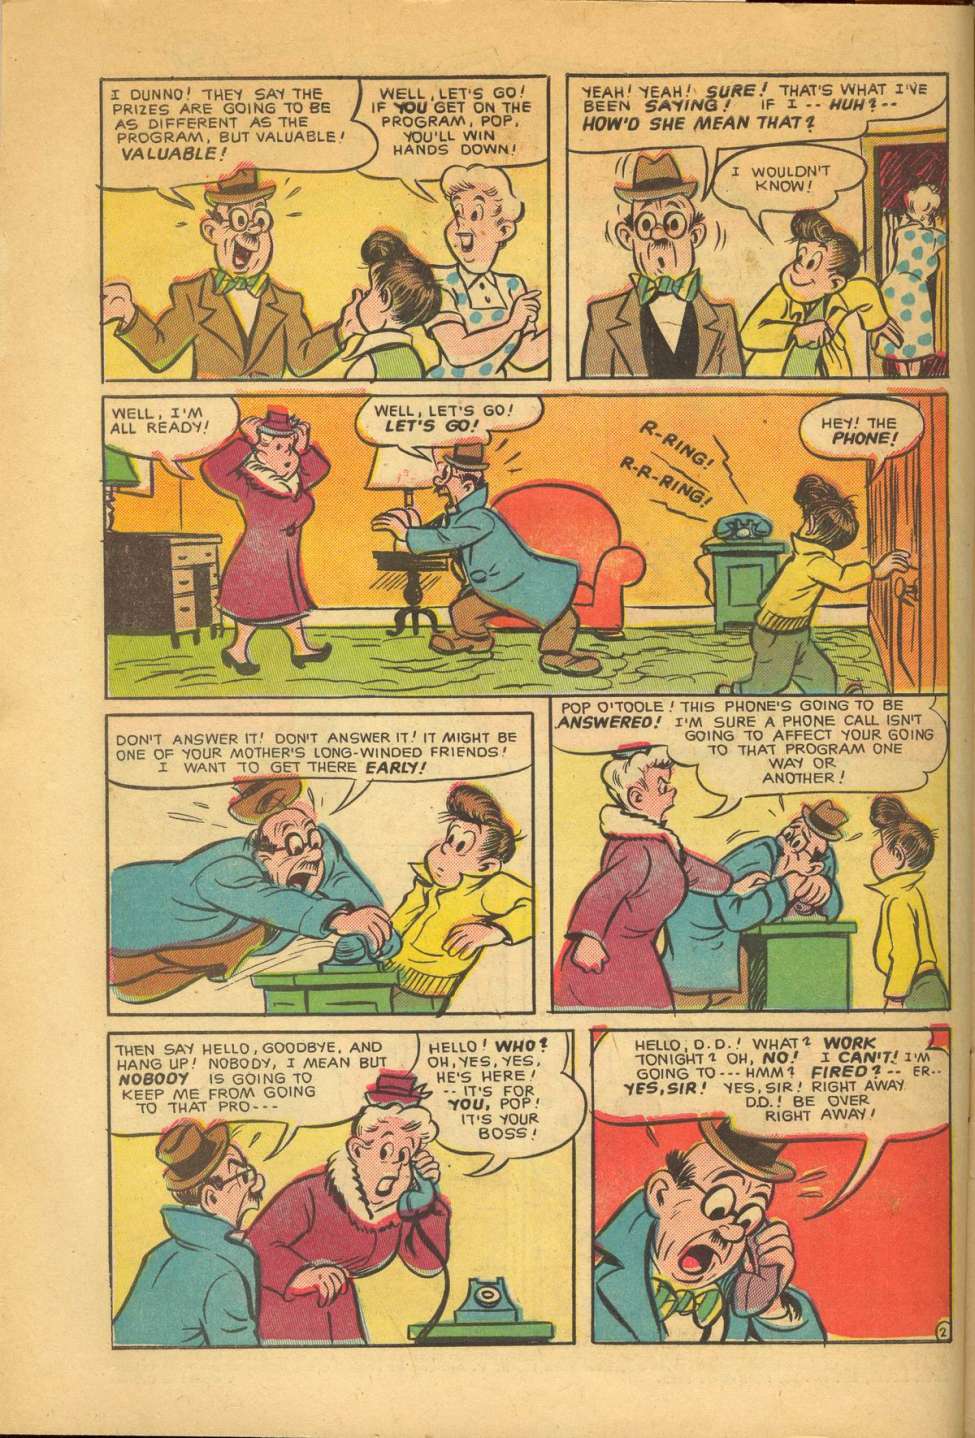 I DUNNO! THEY SAY THE
PRIZES ARE GOING TO BE
AS DIFFERENT AS THE
PROGRAM, BUT VALUABLE!
VALUABLE!
WELL, LET'S GO!
IF YOU GET ON THE
PROGRAM, POP,
YOU'LL WIN
HANDS DOWN!
YEAH! YEAH! SURE! THAT'S WHAT I'VE
BEEN SAYING! IF I -- HUH? --
HOW'D SHE MEAN THAT?
I WOULDN'T
KNOW!
WELL, I'M
ALL READY!
WELL, LET'S GO!
LET'S GO!
R-RING!
R-R-RING!
HEY! THE
PHONE!
DON'T ANSWER IT! DON'T ANSWER IT! IT MIGHT BE
ONE OF YOUR MOTHER'S LONG-WINDED FRIENDS!
I WANT TO GET THERE EARLY!
POP O'TOOLE! THIS PHONE'S GOING TO BE
ANSWERED! I'M SURE A PHONE CALL ISN'T
GOING TO AFFECT YOUR GOING
TO THAT PROGRAM ONE
WAY OR
ANOTHER!
THEN SAY HELLO, GOODBYE, AND
HANG UP! NOBODY, I MEAN BUT
NOBODY IS GOING TO
KEEP ME FROM GOING
TO THAT PRO---
HELLO! WHO?
OH, YES, YES,
HE'S HERE!
-- IT'S FOR
YOU, POP!
IT'S YOUR
BOSS!
HELLO, D.D.! WHAT? WORK
TONIGHT? OH, NO! I CAN'T! I'M
GOING TO --- HMM? FIRED? -- ER--
YES, SIR! YES, SIR! RIGHT AWAY
D.D.! BE OVER
RIGHT AWAY!
2